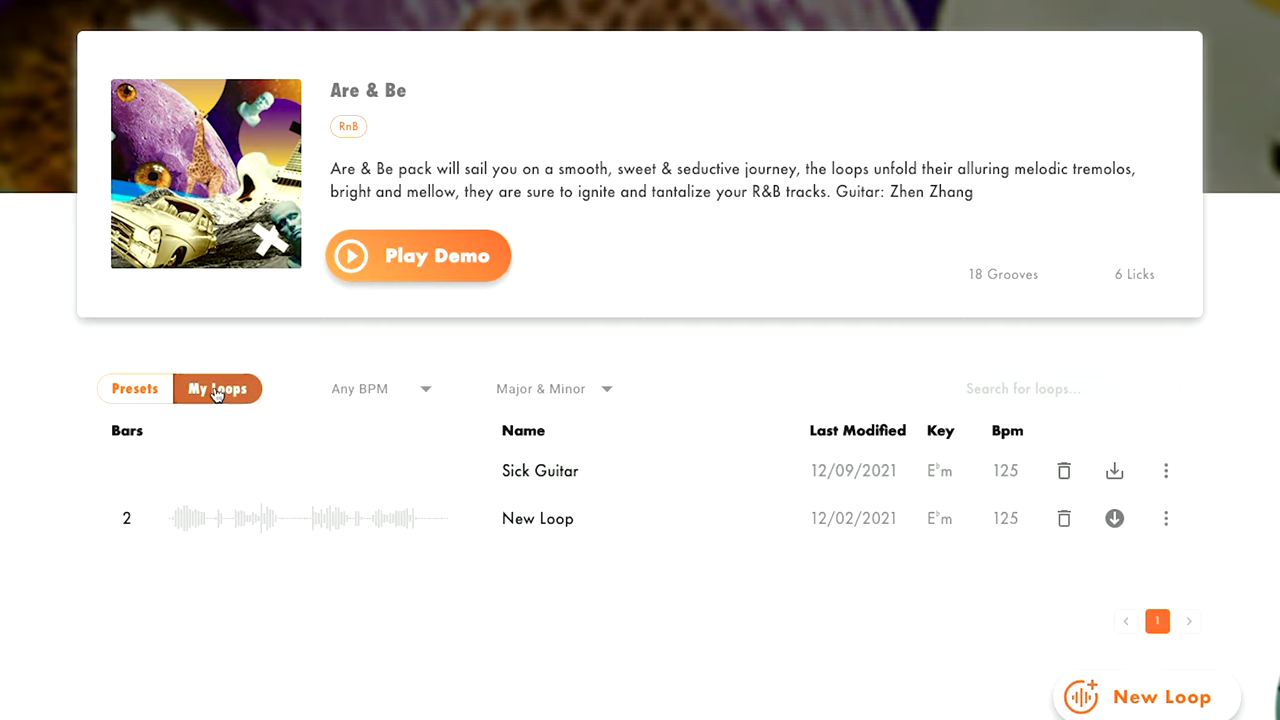 Are & Be
RnB
Are & Be pack will sail you on a smooth, sweet & seductive journey, the loops unfold their alluring melodic tremolos,
bright and mellow, they are sure to ignite and tantalize your R&B tracks. Guitar: Zhen Zhang
Play Demo
18 Grooves 6 Licks
Presets My Loops Any BPM Major & Minor Search for loops...
Bars Name Last Modified Key Bpm
Sick Guitar 12/09/2021 E♭m 125
2 New Loop 12/02/2021 E♭m 125
< 1 >
New Loop